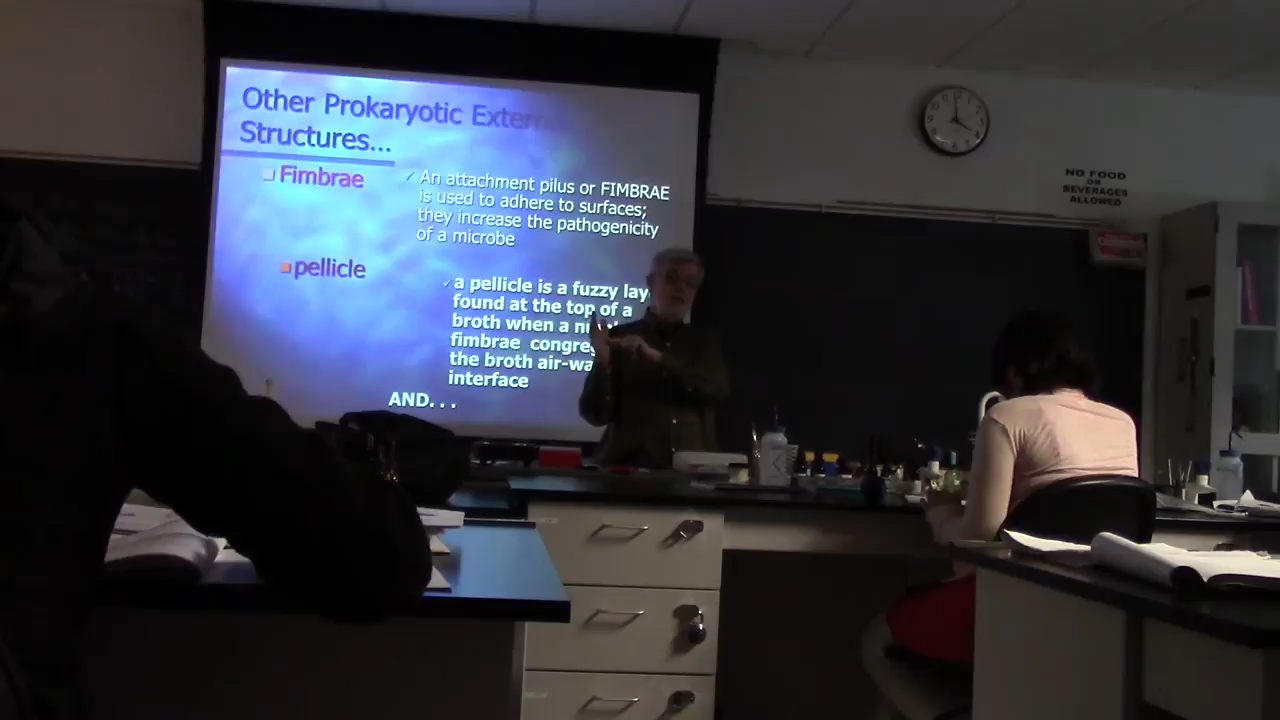 Other Prokaryotic Extern
Structures...
Fimbrae
An attachment pilus or FIMBRAE
is used to adhere to surfaces;
they increase the pathogenicity
of a microbe
pellicle
a pellicle is a fuzzy lay
found at the top of a
broth when a
fimbrae congreg
the broth air-wa
interface
AND...
NO FOOD
OR
BEVERAGES
ALLOWED